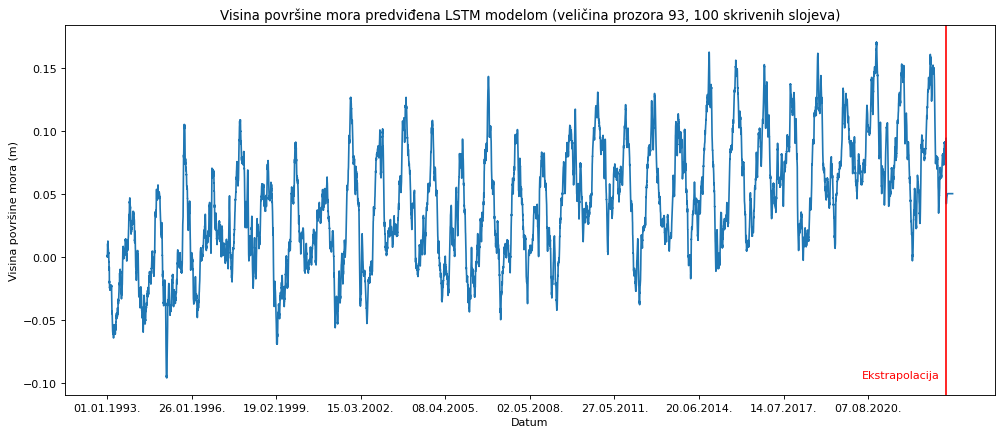 Visina površine mora predviđena LSTM modelom (veličina prozora 93, 100 skrivenih slojeva)
Visina površine mora (m)
0.15
0.10
0.05
0.00
−0.05
−0.10
Ekstrapolacija
01.01.1993. 26.01.1996. 19.02.1999. 15.03.2002. 08.04.2005. 02.05.2008. 27.05.2011. 20.06.2014. 14.07.2017. 07.08.2020.
Datum